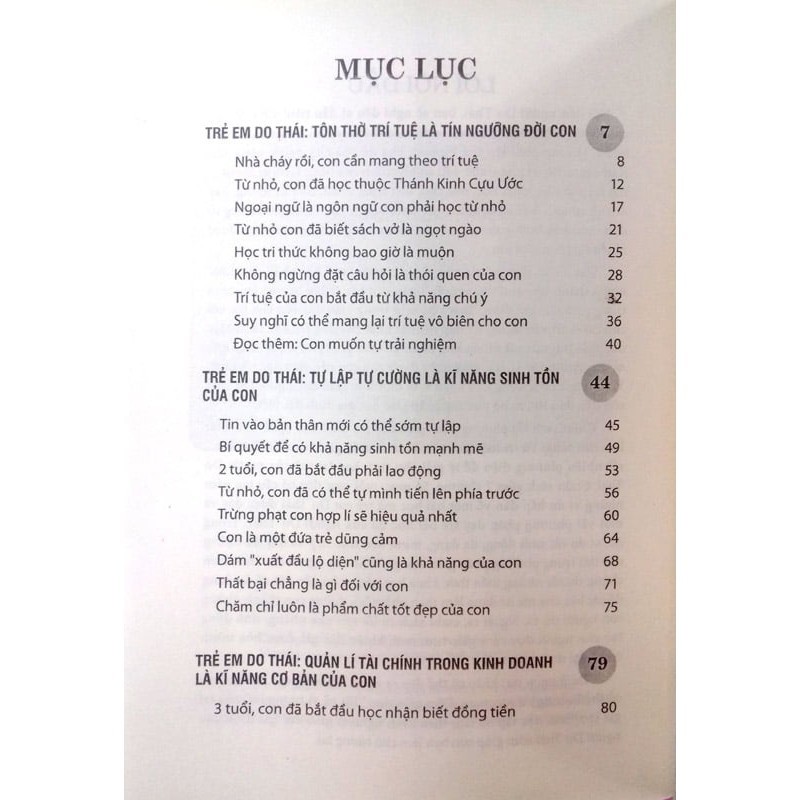 MỤC LỤC
TRẺ EM DO THÁI: TÔN THỜ TRÍ TUỆ LÀ TÍN NGƯỠNG ĐỜI CON 7
Nhà cháy rồi, con cần mang theo trí tuệ 8
Từ nhỏ, con đã học thuộc Thánh Kinh Cựu Ước 12
Ngoại ngữ là ngôn ngữ con phải học từ nhỏ 17
Từ nhỏ con đã biết sách vở là ngọt ngào 21
Học tri thức không bao giờ là muộn 25
Không ngừng đặt câu hỏi là thói quen của con 28
Trí tuệ của con bắt đầu từ khả năng chú ý 32
Suy nghĩ có thể mang lại trí tuệ vô biên cho con 36
Đọc thêm: Con muốn tự trải nghiệm 40
TRẺ EM DO THÁI: TỰ LẬP TỰ CƯỜNG LÀ KĨ NĂNG SINH TỒN 44
CỦA CON
Tin vào bản thân mới có thể sớm tự lập 45
Bí quyết để có khả năng sinh tồn mạnh mẽ 49
2 tuổi, con đã bắt đầu phải lao động 53
Từ nhỏ, con đã có thể tự mình tiến lên phía trước 56
Trừng phạt con hợp lí sẽ hiệu quả nhất 60
Con là một đứa trẻ dũng cảm 64
Dám "xuất đầu lộ diện" cũng là khả năng của con 68
Thất bại chẳng là gì đối với con 71
Chăm chỉ luôn là phẩm chất tốt đẹp của con 75
TRẺ EM DO THÁI: QUẢN LÍ TÀI CHÍNH TRONG KINH DOANH 79
LÀ KĨ NĂNG CƠ BẢN CỦA CON
3 tuổi, con đã bắt đầu học nhận biết đồng tiền 80